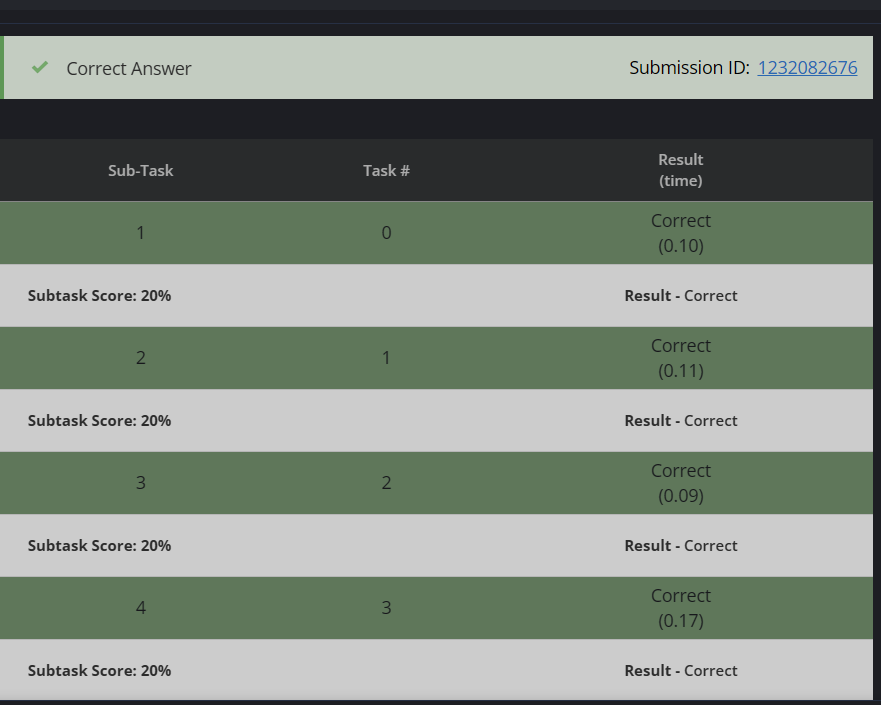 Correct Answer Submission ID: 1232082676
Sub-Task Task # Result
(time)
1 0 Correct
(0.10)
Subtask Score: 20% Result - Correct
2 1 Correct
(0.11)
Subtask Score: 20% Result - Correct
3 2 Correct
(0.09)
Subtask Score: 20% Result - Correct
4 3 Correct
(0.17)
Subtask Score: 20% Result - Correct